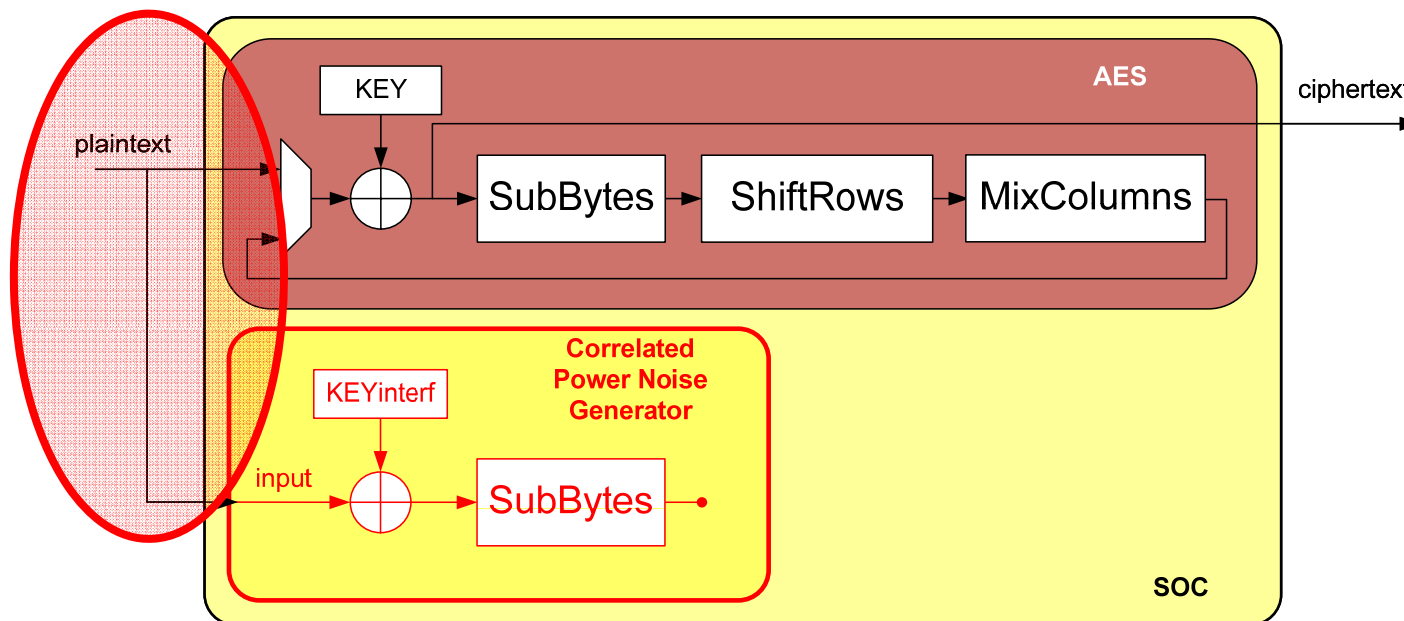 AES
KEY
ciphertext
plaintext
SubBytes
ShiftRows
MixColumns
Correlated
Power Noise
Generator
KEYinterf
input
SubBytes
SOC